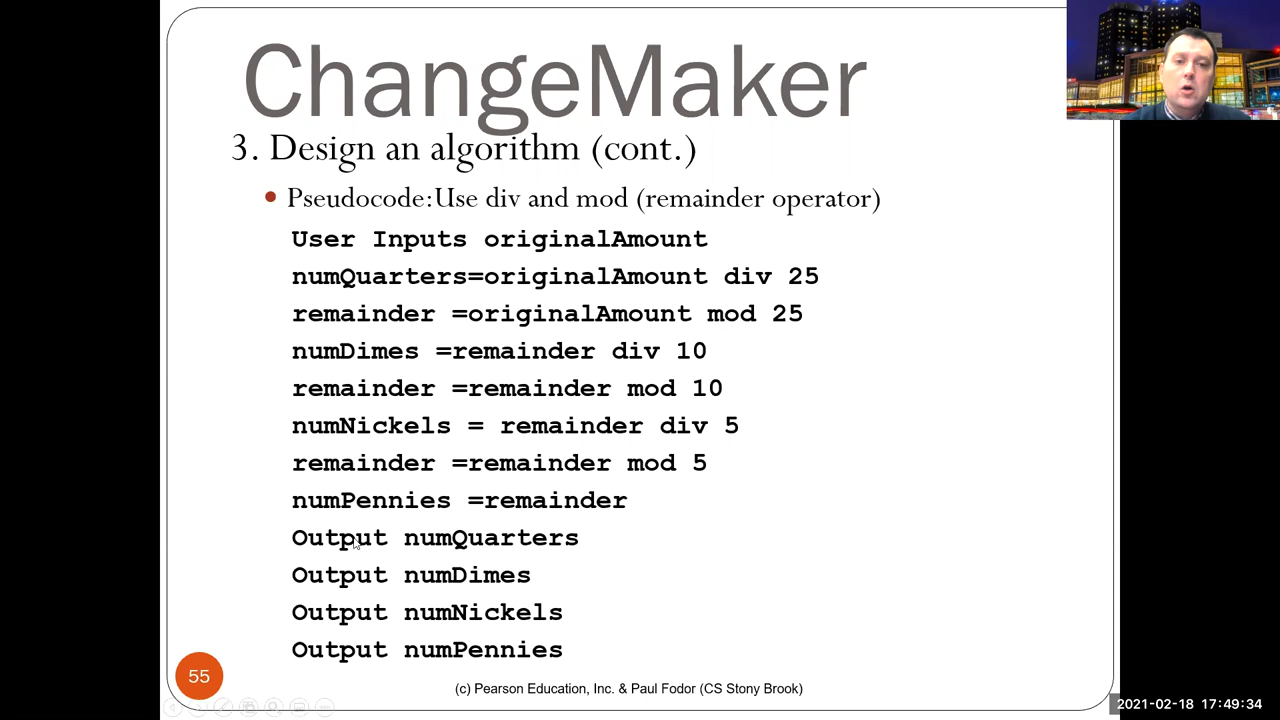 ChangeMaker
3. Design an algorithm (cont.)
Pseudocode: Use div and mod (remainder operator)
User Inputs originalAmount
numQuarters=originalAmount div 25
remainder =originalAmount mod 25
numDimes =remainder div 10
remainder =remainder mod 10
numNickels = remainder div 5
remainder =remainder mod 5
numPennies =remainder
Output numQuarters
Output numDimes
Output numNickels
Output numPennies
55
(c) Pearson Education, Inc. & Paul Fodor (CS Stony Brook)
2021-02-18 17:49:34